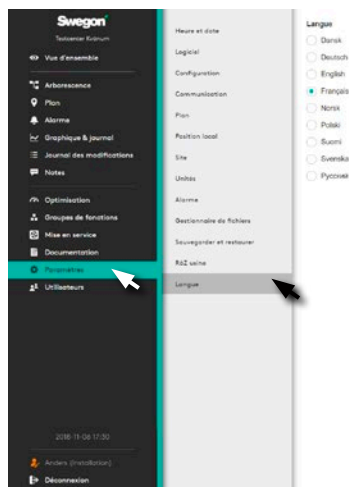 Swegon
Testcenter Kvänum
Vue d'ensemble
Arborescence
Plan
Alarme
Graphique & journal
Journal des modifications
Notes
Optimisation
Groupes de fonctions
Mise en service
Documentation
Paramètres
Utilisateurs
2018-11-06 17:30
Anders (Installation)
Déconnexion
Heure et date
Logiciel
Configuration
Communication
Plan
Position local
Site
Unités
Alarme
Gestionnaire de fichiers
Sauvegarder et restaurer
RàZ usine
Langue
Langue
Dansk
Deutsch
English
Français
Norsk
Polski
Suomi
Svenska